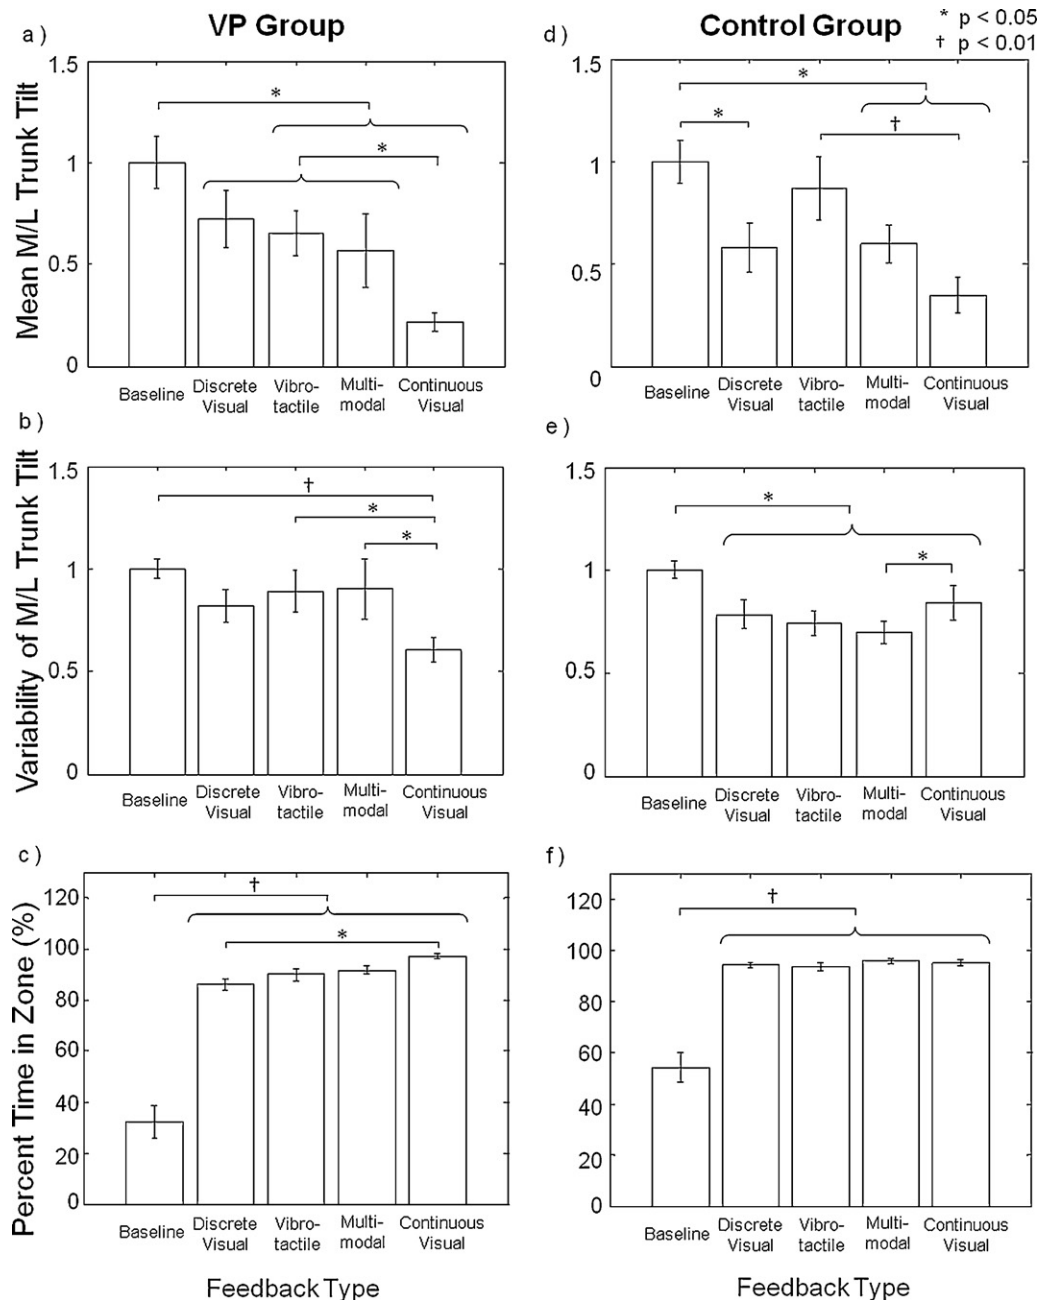 VP Group
Control Group
* p < 0.05
† p < 0.01
a)
Mean M/L Trunk Tilt
1.5
1
0.5
0
*
*
Baseline
Discrete Visual
Vibro-tactile
Multi-modal
Continuous Visual
d)
1.5
1
0.5
0
*
*
†
Baseline
Discrete Visual
Vibro-tactile
Multi-modal
Continuous Visual
b)
Variability of M/L Trunk Tilt
1.5
1
0.5
0
†
*
*
Baseline
Discrete Visual
Vibro-tactile
Multi-modal
Continuous Visual
e)
1.5
1
0.5
0
*
*
Baseline
Discrete Visual
Vibro-tactile
Multi-modal
Continuous Visual
c)
Percent Time in Zone (%)
120
100
80
60
40
20
0
†
*
Baseline
Discrete Visual
Vibro-tactile
Multi-modal
Continuous Visual
Feedback Type
f)
120
100
80
60
40
20
0
†
Baseline
Discrete Visual
Vibro-tactile
Multi-modal
Continuous Visual
Feedback Type